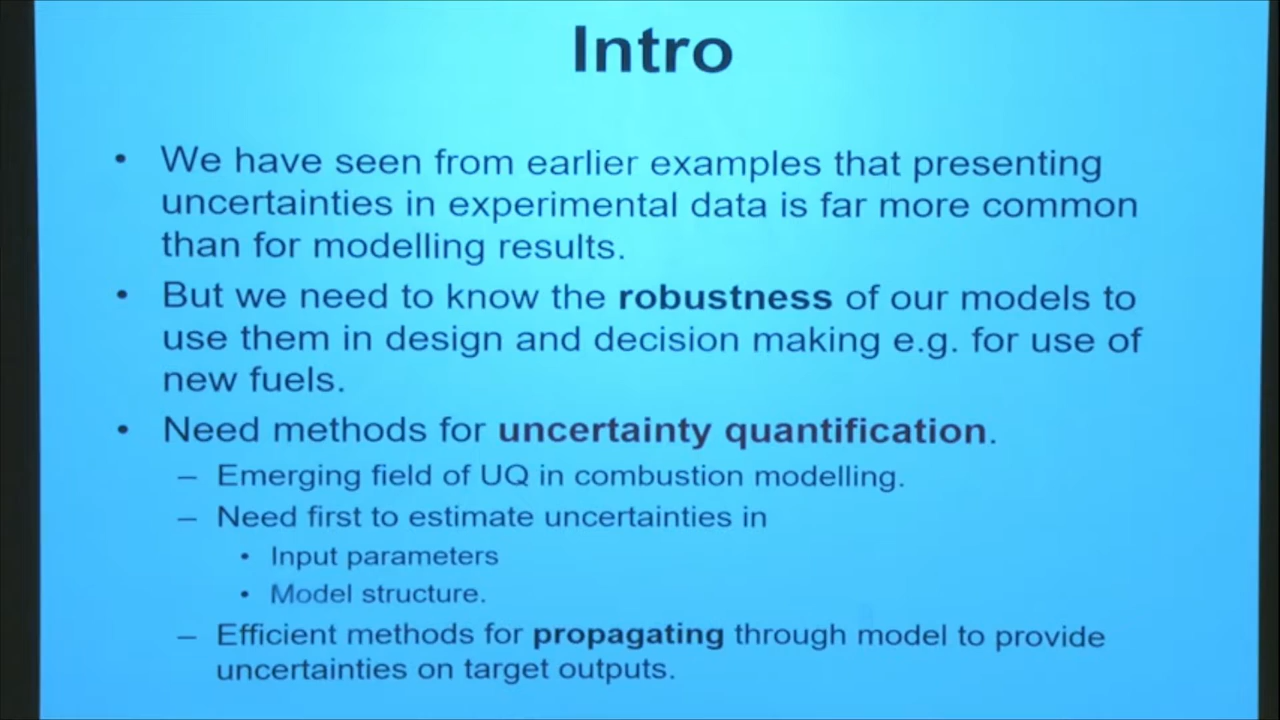 Intro
• We have seen from earlier examples that presenting
uncertainties in experimental data is far more common
than for modelling results.
• But we need to know the robustness of our models to
use them in design and decision making e.g. for use of
new fuels.
• Need methods for uncertainty quantification.
– Emerging field of UQ in combustion modelling.
– Need first to estimate uncertainties in
• Input parameters
• Model structure.
– Efficient methods for propagating through model to provide
uncertainties on target outputs.